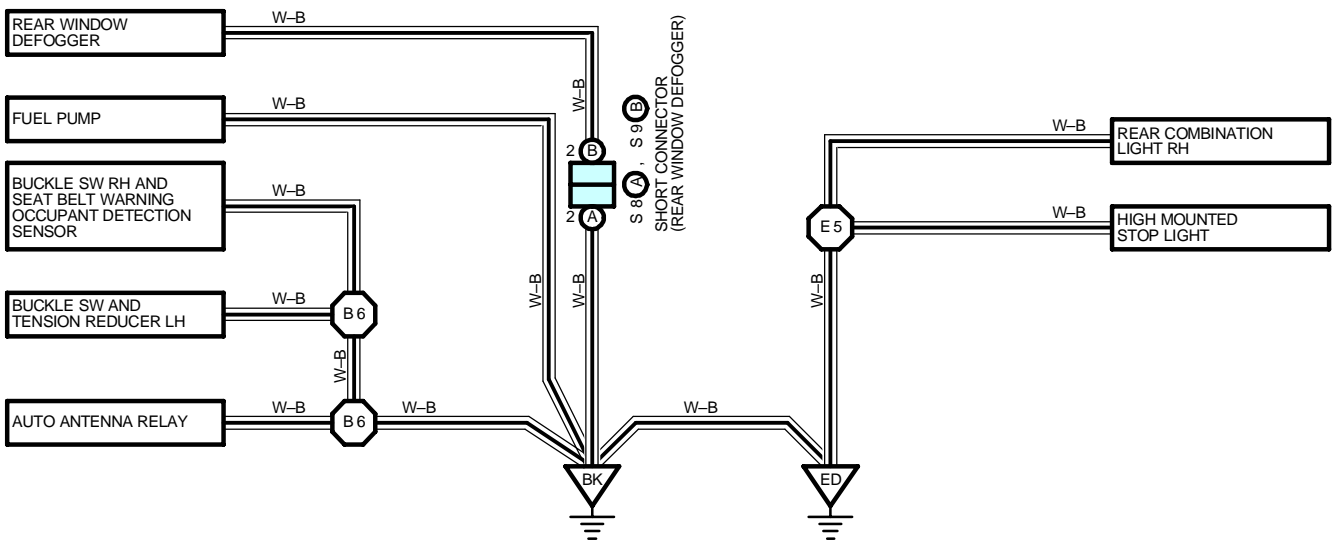 REAR WINDOW
DEFOGGER
W–B
FUEL PUMP
W–B
BUCKLE SW RH AND
SEAT BELT WARNING
OCCUPANT DETECTION
SENSOR
W–B
BUCKLE SW AND
TENSION REDUCER LH
W–B
B 6
W–B
AUTO ANTENNA RELAY
W–B
B 6
W–B
W–B
W–B
2 B
2 A
W–B
S 8 A , S 9 B
SHORT CONNECTOR
(REAR WINDOW DEFOGGER)
W–B
BK
W–B
REAR COMBINATION
LIGHT RH
E 5
W–B
HIGH MOUNTED
STOP LIGHT
W–B
ED